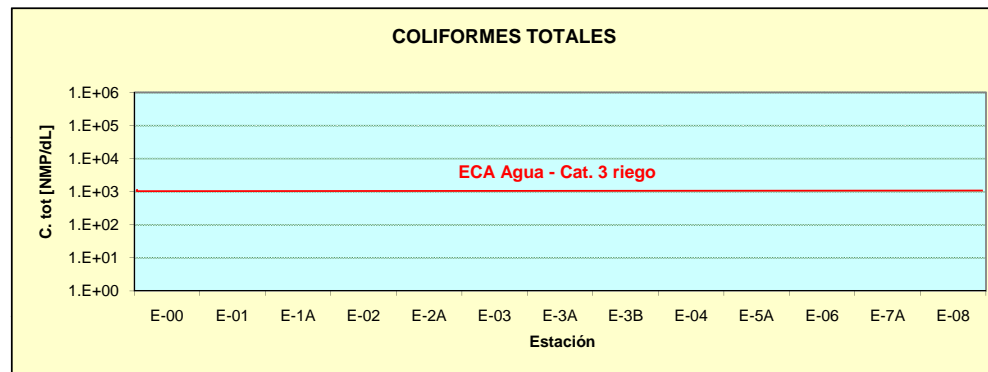 COLIFORMES TOTALES
C. tot [NMP/dL]
1.E+06
1.E+05
1.E+04
1.E+03
1.E+02
1.E+01
1.E+00
ECA Agua - Cat. 3 riego
E-00 E-01 E-1A E-02 E-2A E-03 E-3A E-3B E-04 E-5A E-06 E-7A E-08
Estación